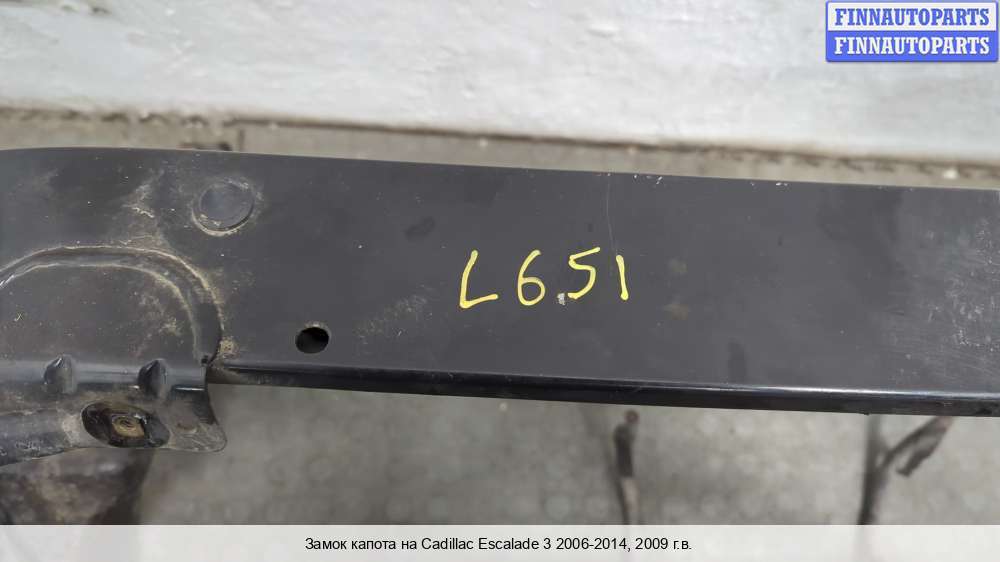 FINNAUTOPARTS
FINNAUTOPARTS
L651
Замок капота на Cadillac Escalade 3 2006-2014, 2009 г.в.